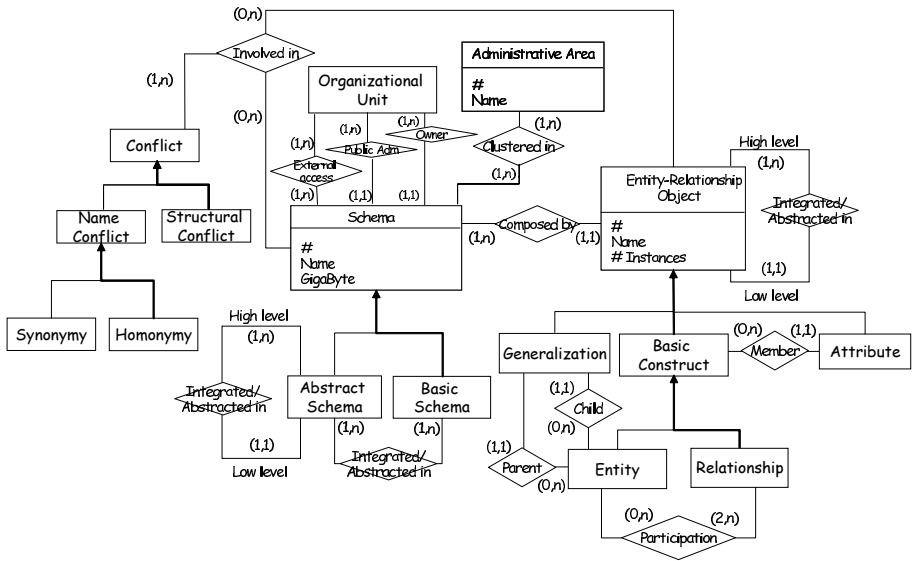 (0,n)
Involved in
(1,n)
(0,n)
Conflict
Name
Conflict
Structural
Conflict
Synonymy
Homonymy
Organizational
Unit
(1,n)
(1,n)
(1,n)
External
access
Public Adm
Owner
(1,n)
(1,1)
(1,1)
Administrative Area
#
Name
(1,n)
Clustered in
(1,n)
Schema
#
Name
GigaByte
(1,n)
Composed by
(1,1)
Entity-Relationship
Object
#
Name
# Instances
High level
(1,n)
Integrated/
Abstracted in
(1,1)
Low level
High level
(1,n)
Integrated/
Abstracted in
(1,1)
Low level
Abstract
Schema
Basic
Schema
(1,n)
(1,n)
Integrated/
Abstracted in
Generalization
Basic
Construct
(0,n)
Member
(1,1)
Attribute
(1,1)
Child
(0,n)
(1,1)
Parent
(0,n)
Entity
Relationship
(0,n)
(2,n)
Participation